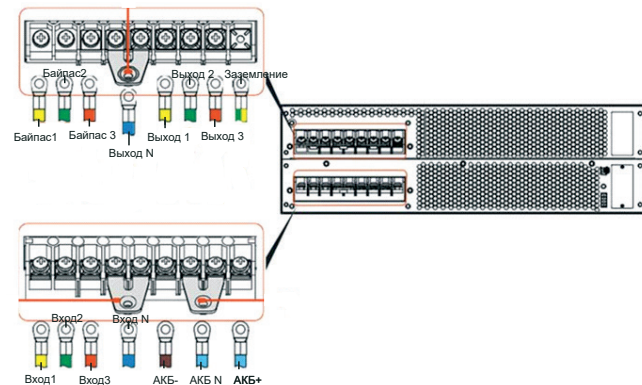 Байпас2
Выход 2
Заземление
Байпас1
Байпас 3
Выход 1
Выход 3
Выход N
Вход2
Вход N
Вход1
Вход3
АКБ-
АКБ N
АКБ+